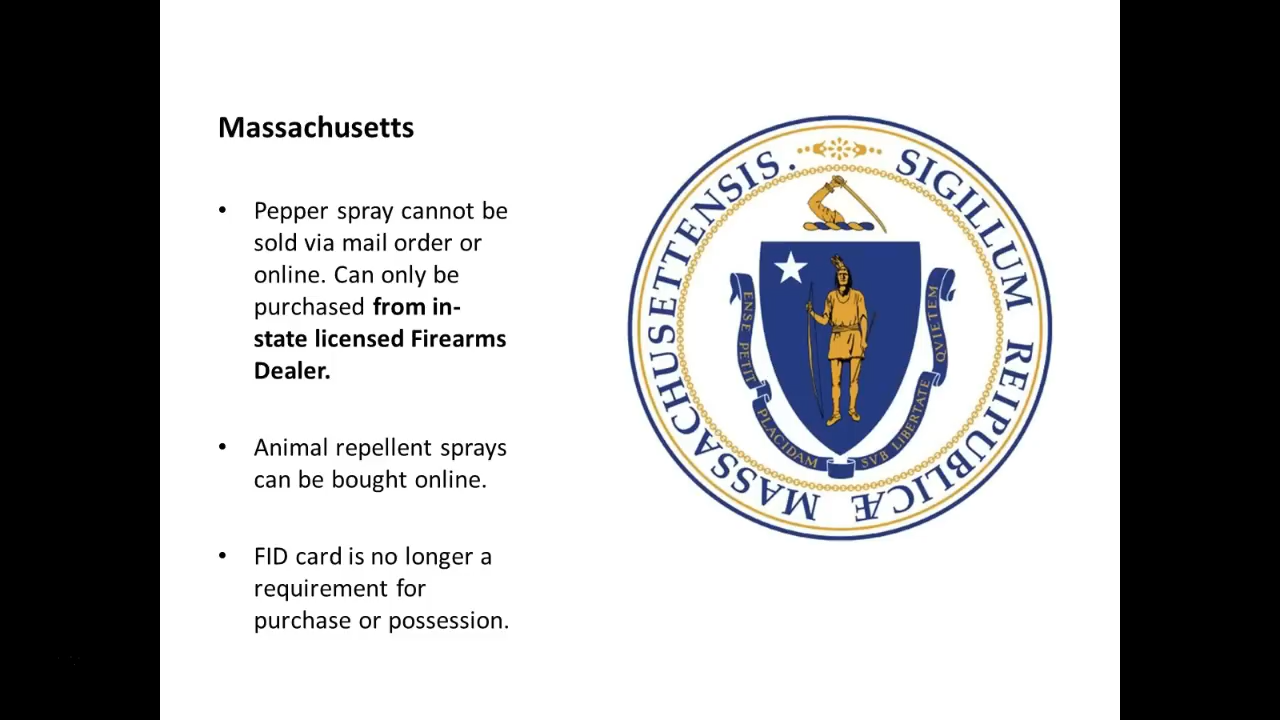 Massachusetts
• Pepper spray cannot be
sold via mail order or
online. Can only be
purchased from in-
state licensed Firearms
Dealer.
• Animal repellent sprays
can be bought online.
• FID card is no longer a
requirement for
purchase or possession.
SIGILLUM REIPUBLICÆ MASSACHUSETTENSIS.
ENSE PETIT PLACIDAM SVB LIBERTATE QVIETEM